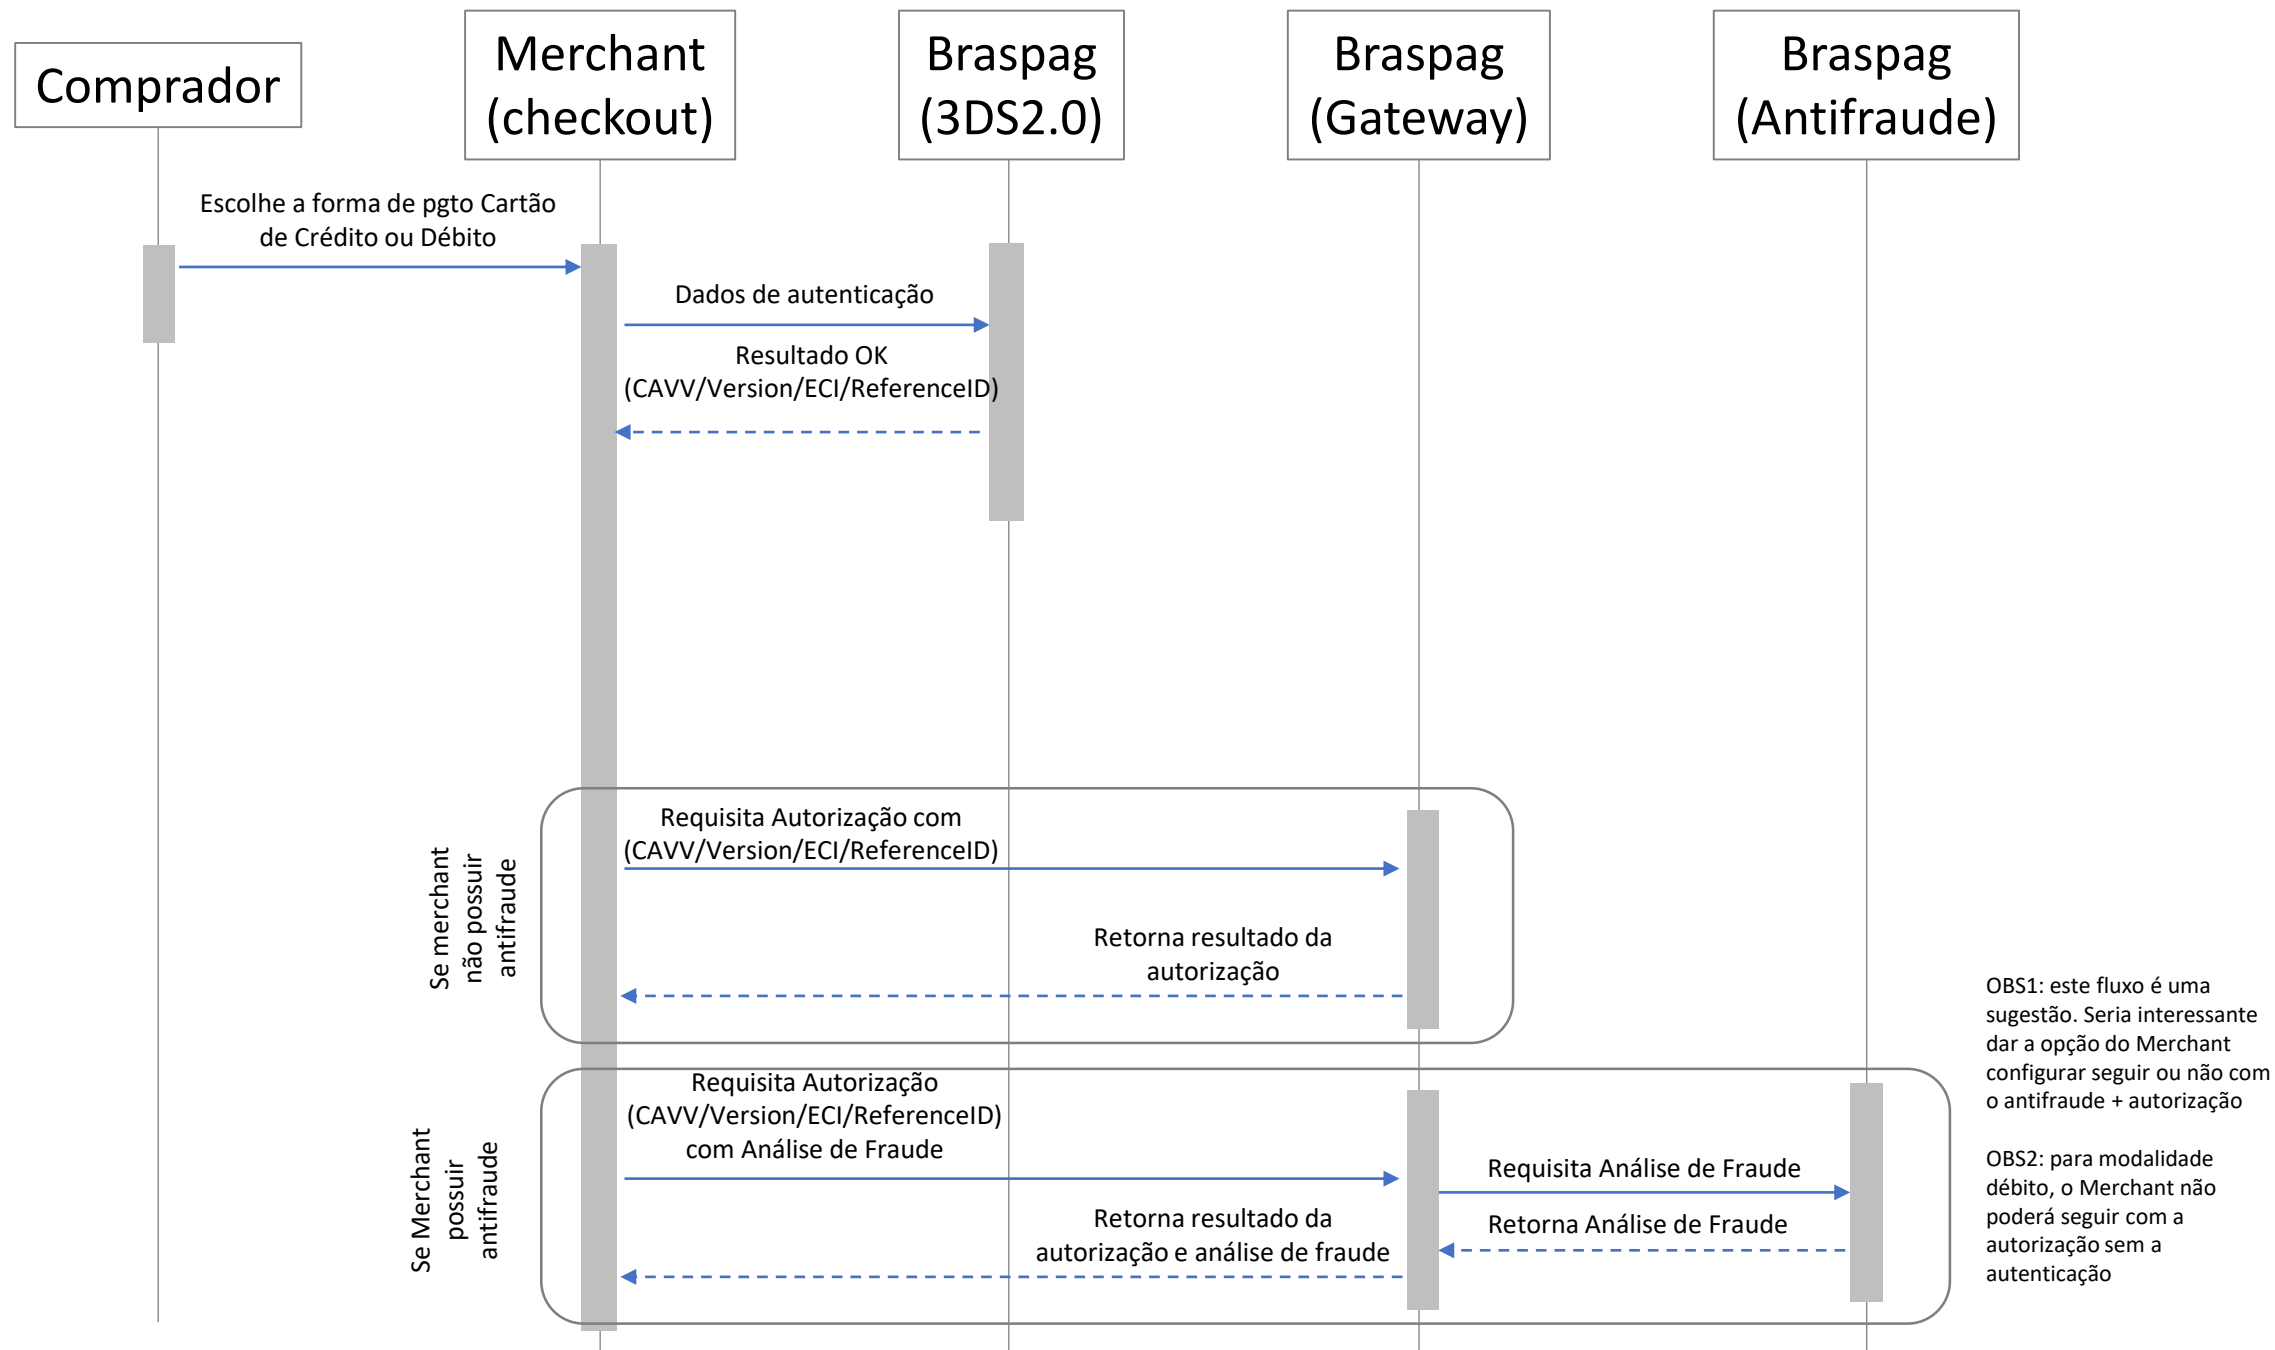 Comprador
Merchant
(checkout)
Braspag
(3DS2.0)
Braspag
(Gateway)
Braspag
(Antifraude)
Escolhe a forma de pgto Cartão
de Crédito ou Débito
Dados de autenticação
Resultado OK
(CAVV/Version/ECI/ReferenceID)
Se merchant
não possuir
antifraude
Requisita Autorização com
(CAVV/Version/ECI/ReferenceID)
Retorna resultado da
autorização
Se Merchant
possuir
antifraude
Requisita Autorização
(CAVV/Version/ECI/ReferenceID)
com Análise de Fraude
Requisita Análise de Fraude
Retorna Análise de Fraude
Retorna resultado da
autorização e análise de fraude
OBS1: este fluxo é uma
sugestão. Seria interessante
dar a opção do Merchant
configurar seguir ou não com
o antifraude + autorização
OBS2: para modalidade
débito, o Merchant não
poderá seguir com a
autorização sem a
autenticação